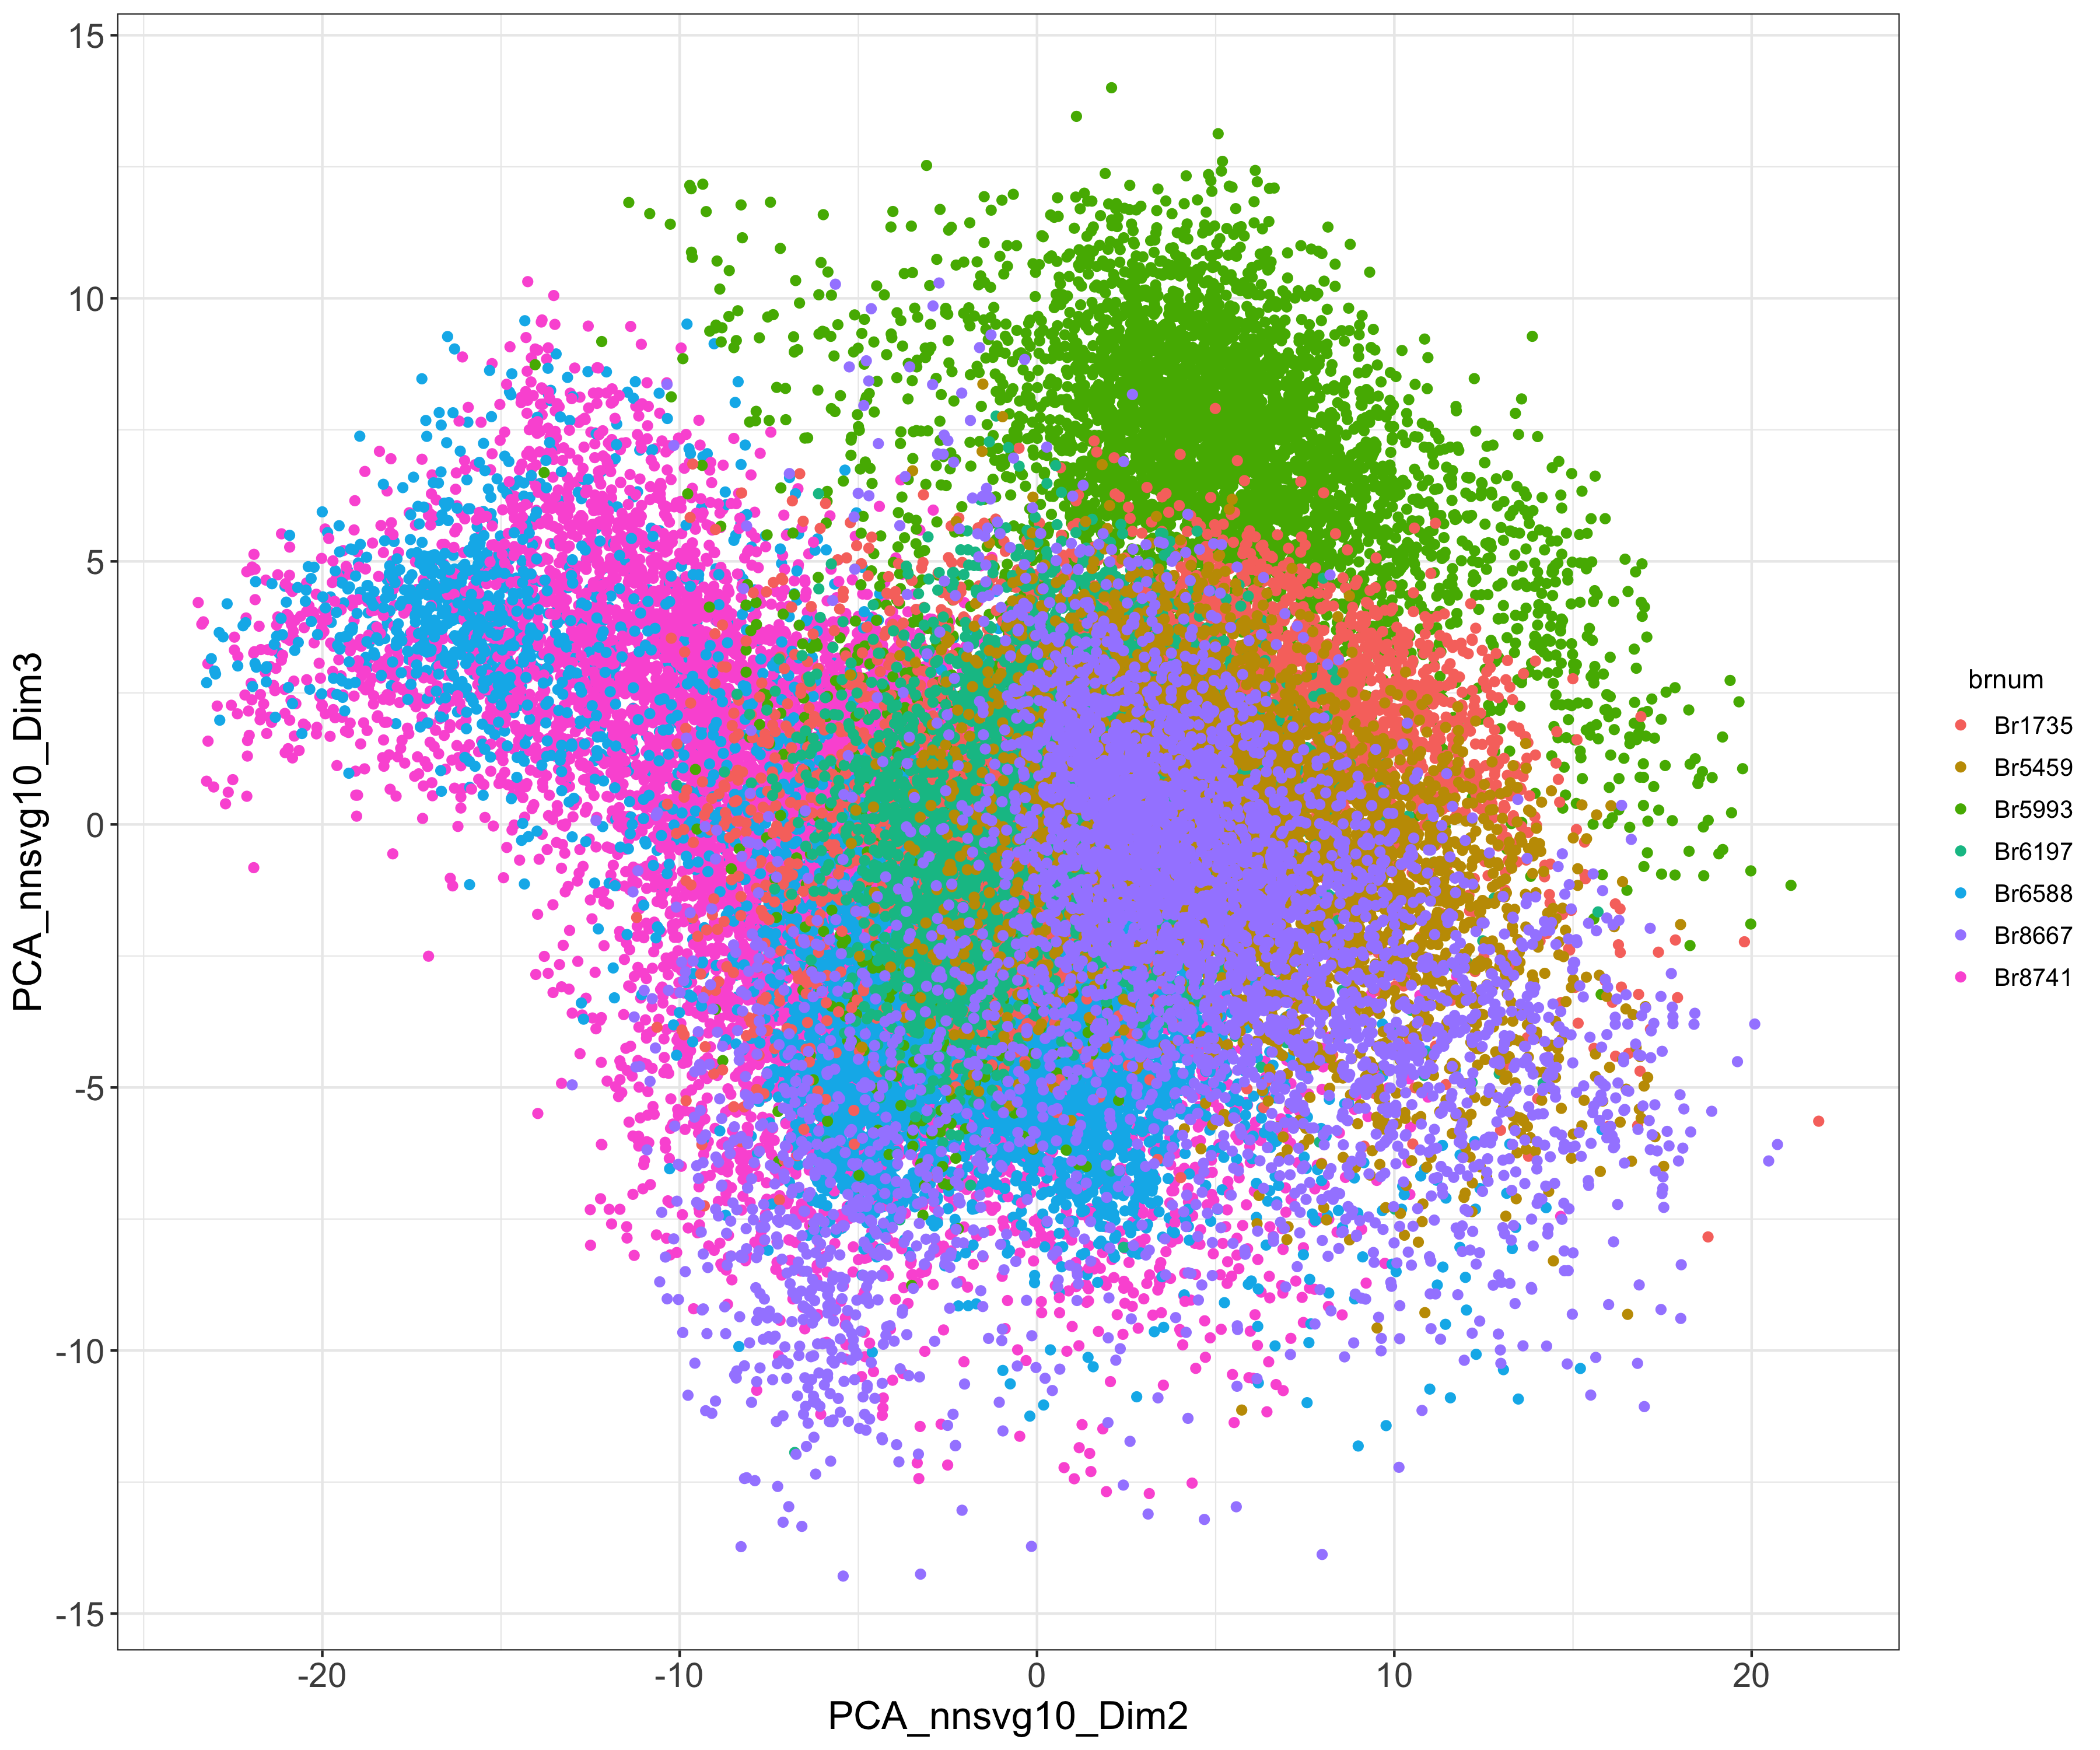 15
10
5
0
-5
-10
-15
PCA_nnsvg10_Dim3
-20
-10
0
10
20
PCA_nnsvg10_Dim2
brnum
Br1735
Br5459
Br5993
Br6197
Br6588
Br8667
Br8741